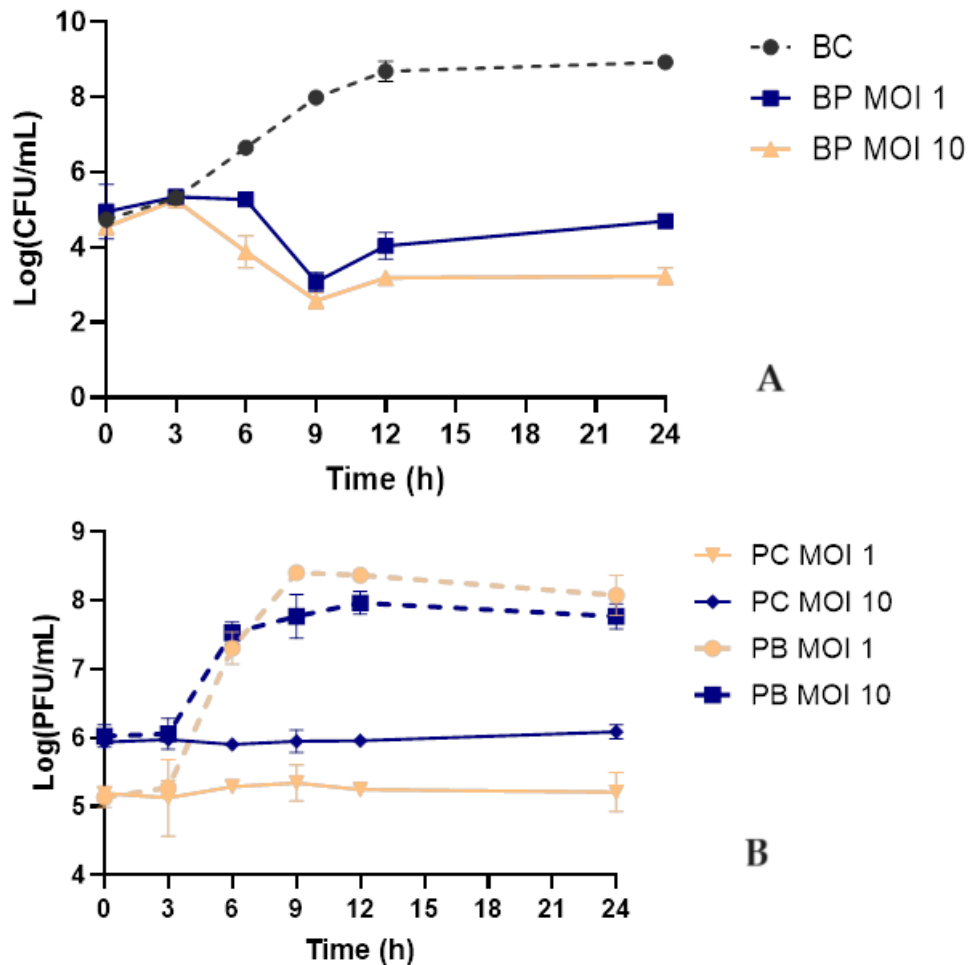 10
8
6
4
2
0
Log(CFU/mL)
0 3 6 9 12 15 18 21 24
Time (h)
BC
BP MOI 1
BP MOI 10
A
9
8
7
6
5
4
Log(PFU/mL)
0 3 6 9 12 15 18 21 24
Time (h)
PC MOI 1
PC MOI 10
PB MOI 1
PB MOI 10
B